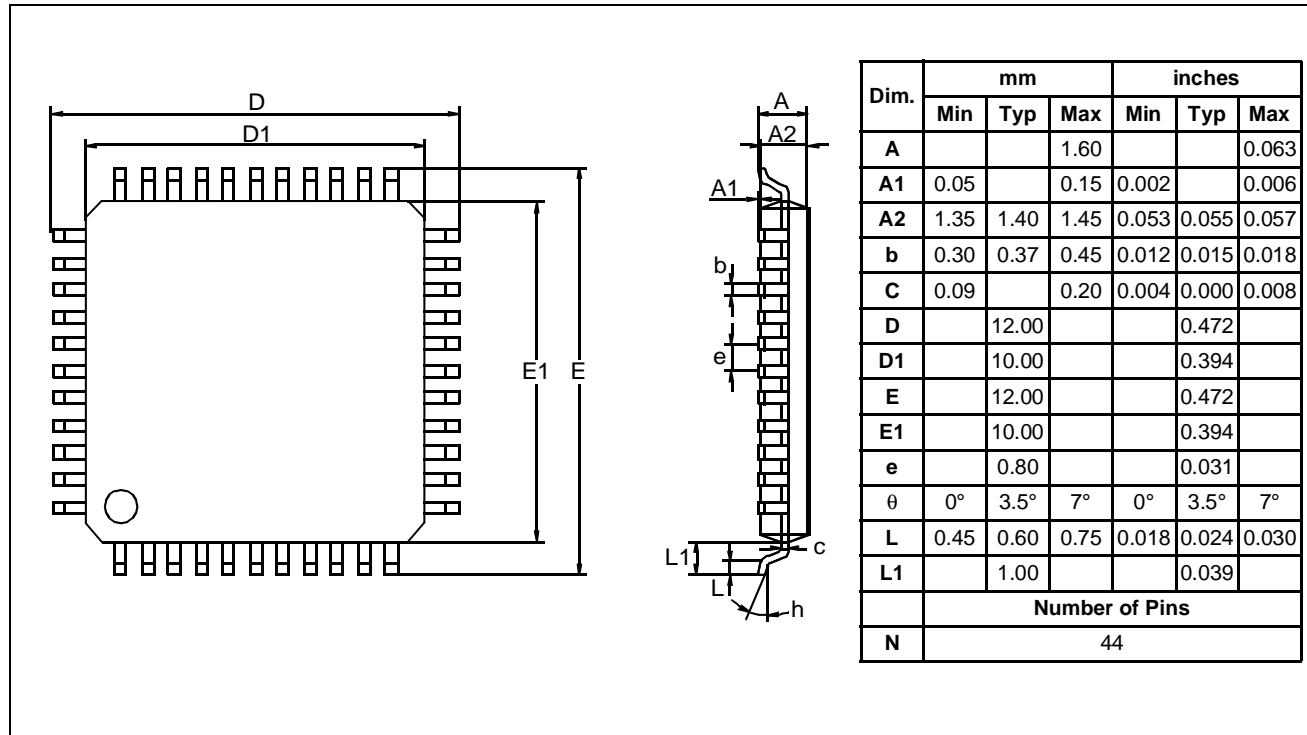 D
D1
A
A2
A1
b
e
E1
E
c
L1
L
h
Dim. mm inches
Min Typ Max Min Typ Max
A 1.60 0.063
A1 0.05 0.15 0.002 0.006
A2 1.35 1.40 1.45 0.053 0.055 0.057
b 0.30 0.37 0.45 0.012 0.015 0.018
C 0.09 0.20 0.004 0.000 0.008
D 12.00 0.472
D1 10.00 0.394
E 12.00 0.472
E1 10.00 0.394
e 0.80 0.031
θ 0° 3.5° 7° 0° 3.5° 7°
L 0.45 0.60 0.75 0.018 0.024 0.030
L1 1.00 0.039
Number of Pins
N 44